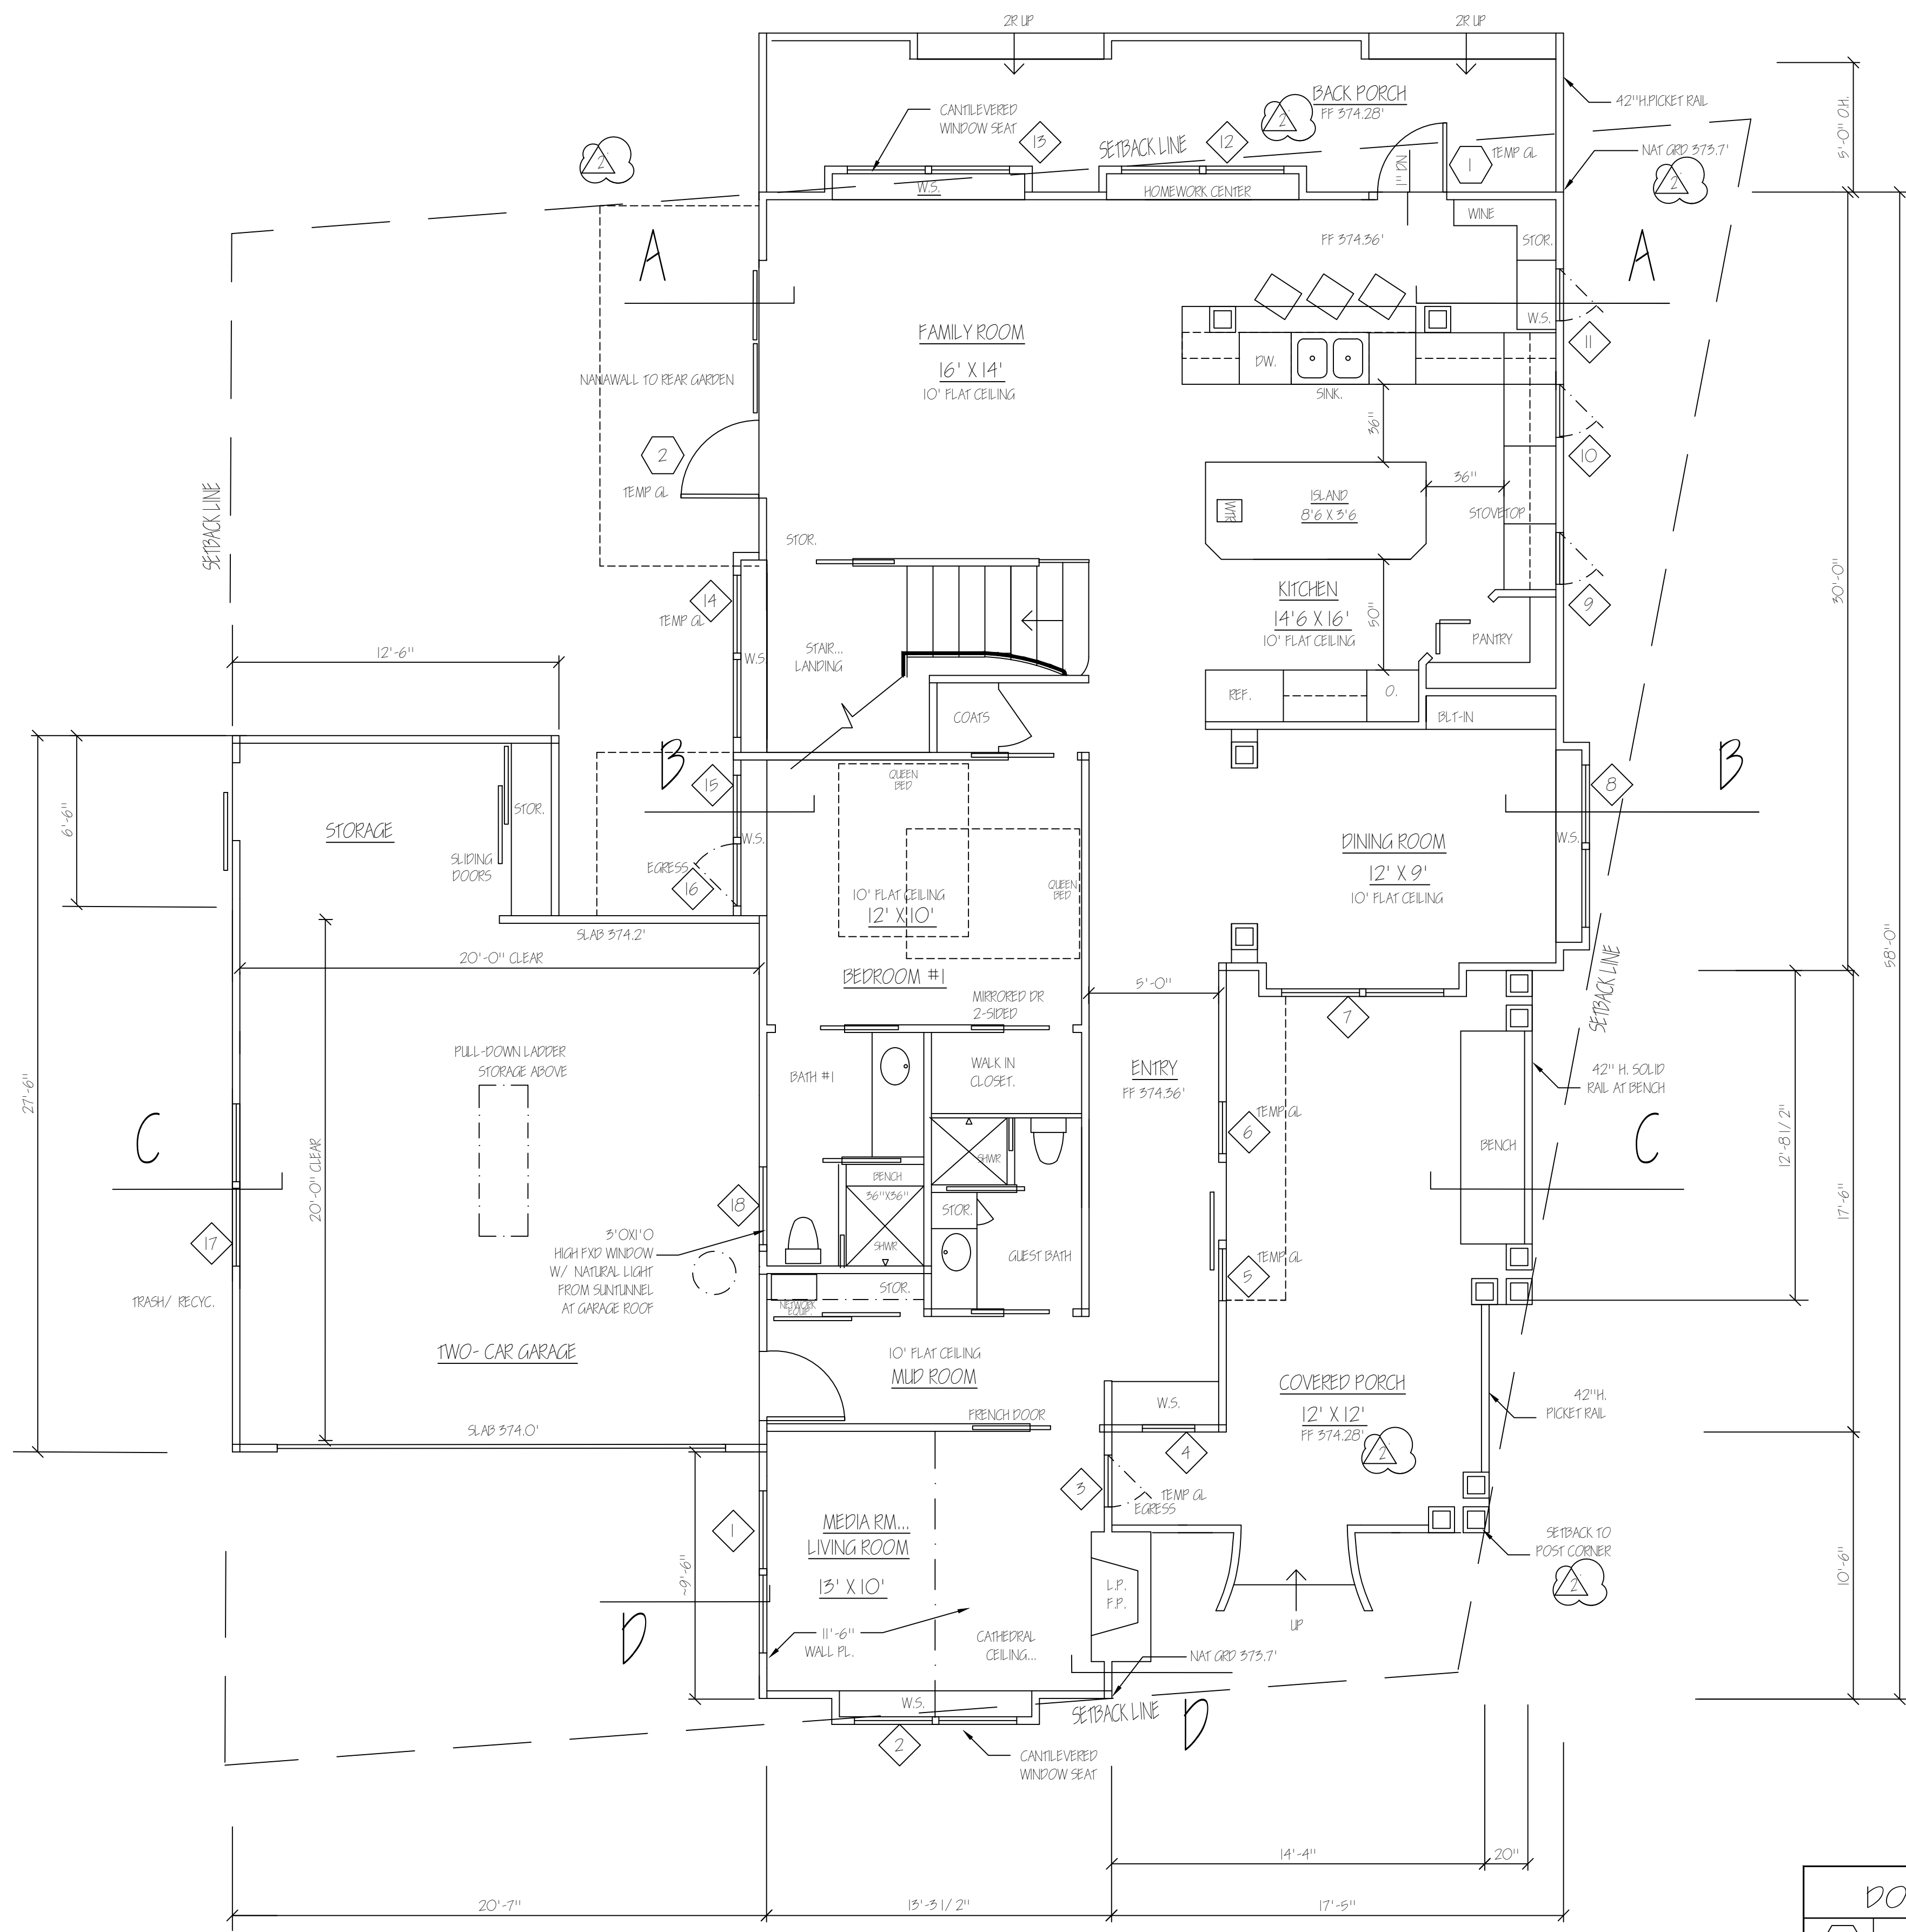 2R UP
2R UP
BACK PORCH
FF 374.28'
2
CANTILEVERED
WINDOW SEAT
13
SETBACK LINE
12
42"H.PICKET RAIL
5'-0" O.H.
1
TEMP GL
NAT GRD 373.7'
2
2
W.S.
HOMEWORK CENTER
1" DN
WINE
STOR.
FF 374.36'
A
A
FAMILY ROOM
16' X 14'
10' FLAT CEILING
NANAWALL TO REAR GARDEN
DW.
SINK.
W.S.
11
36"
10
2
TEMP GL
SETBACK LINE
ISLAND
8'6 X 3'6
36"
STOVETOP
STOR.
30'-0"
14
TEMP GL
W.S.
STAIR...
LANDING
KITCHEN
14'6 X 16'
10' FLAT CEILING
50"
9
PANTRY
12'-6"
REF.
O.
BLT-IN
COATS
B
B
15
QUEEN
BED
8
6'-6"
STORAGE
STOR.
SLIDING
DOORS
W.S.
EGRESS
16
DINING ROOM
12' X 9'
10' FLAT CEILING
W.S.
QUEEN
BED
10' FLAT CEILING
12' X 10'
SLAB 374.2'
20'-0" CLEAR
BEDROOM #1
5'-0"
58'-0"
SETBACK LINE
MIRRORED DR
2-SIDED
7
PULL-DOWN LADDER
STORAGE ABOVE
BATH #1
WALK IN
CLOSET.
ENTRY
FF 374.36'
42" H. SOLID
RAIL AT BENCH
27'-6"
C
C
20'-0" CLEAR
TEMP GL
6
BENCH
12'-8 1/2"
SHWR
BENCH
36"X36"
18
17
3'0X1'0
HIGH FXD WINDOW
W/ NATURAL LIGHT
FROM SUNTUNNEL
AT GARAGE ROOF
STOR.
SHWR
GUEST BATH
TEMP GL
5
17'-6"
TRASH/ RECYC.
STOR.
NETWORK
EQUIP.
TWO- CAR GARAGE
10' FLAT CEILING
MUD ROOM
COVERED PORCH
12' X 12'
FF 374.28'
2
42"H.
PICKET RAIL
W.S.
FRENCH DOOR
SLAB 374.0'
4
3
TEMP GL
EGRESS
1
MEDIA RM...
LIVING ROOM
13' X 10'
SETBACK TO
POST CORNER
2
~9'-6"
10'-6"
L.P.
F.P.
UP
11'-6"
WALL PL.
CATHEDRAL
CEILING...
D
NAT GRD 373.7'
W.S.
SETBACK LINE
D
2
CANTILEVERED
WINDOW SEAT
14'-4"
20"
20'-7"
13'-3 1/2"
17'-5"
DO